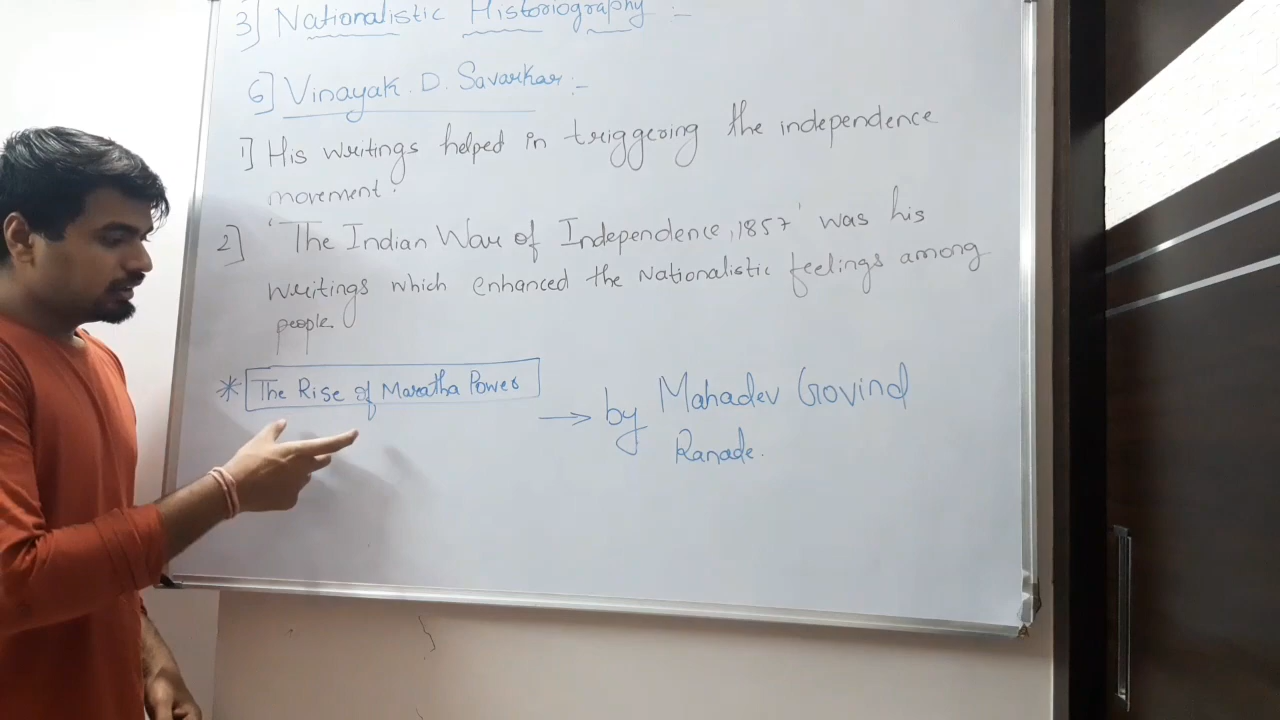 3] Nationalistic Historiography :-
6] Vinayak. D. Savarkar :-
1] His writings helped in triggering the independence
movement.
2] 'The Indian War of Independence, 1857' was his
writings which enhanced the Nationalistic feelings among
people.
* The Rise of Maratha Power → by Mahadev Govind
Ranade.